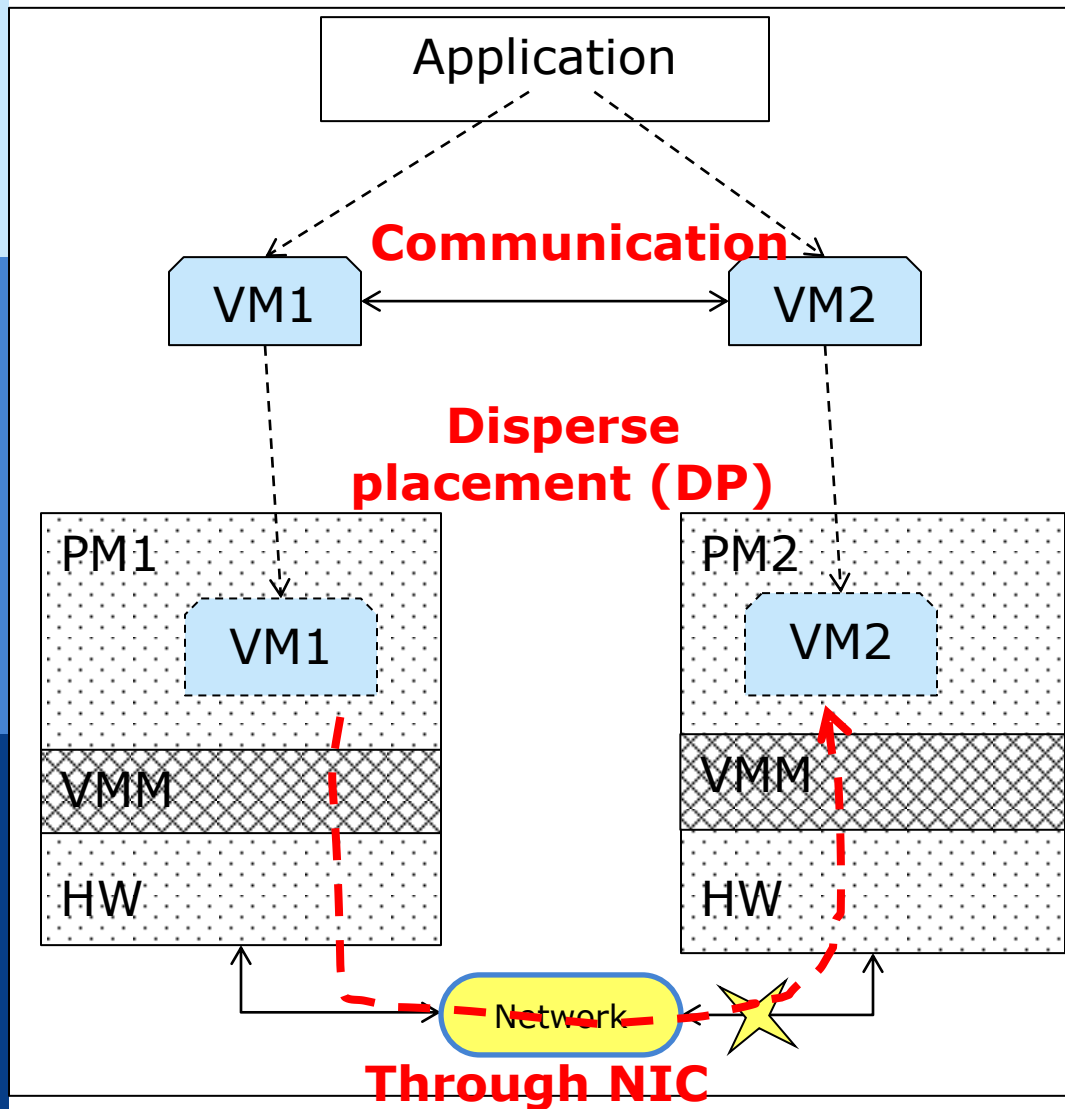 Application
Communication
VM1
VM2
Disperse
placement (DP)
PM1
PM2
VM1
VM2
VMM
VMM
HW
HW
Network
Through NIC